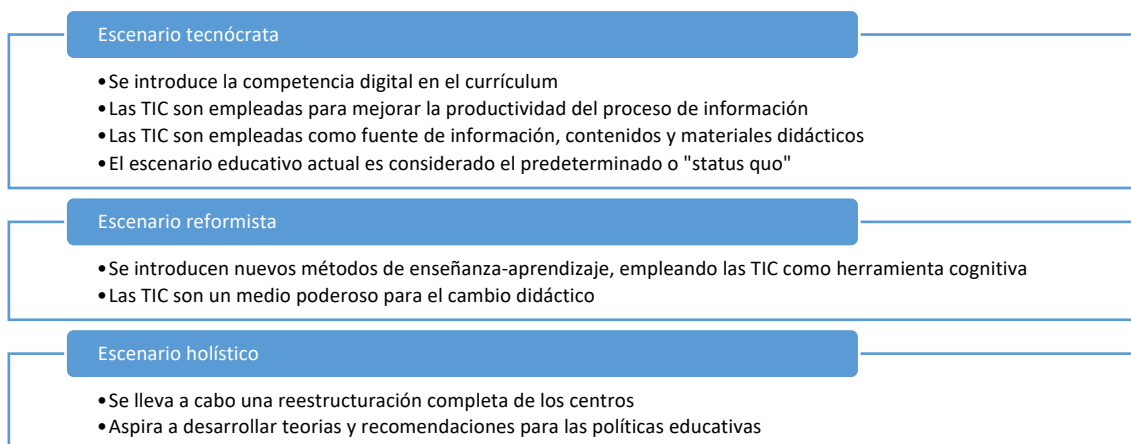 Escenario tecnócrata
•Se introduce la competencia digital en el currículum
•Las TIC son empleadas para mejorar la productividad del proceso de información
•Las TIC son empleadas como fuente de información, contenidos y materiales didácticos
•El escenario educativo actual es considerado el predeterminado o "status quo"
Escenario reformista
•Se introducen nuevos métodos de enseñanza-aprendizaje, empleando las TIC como herramienta cognitiva
•Las TIC son un medio poderoso para el cambio didáctico
Escenario holístico
•Se lleva a cabo una reestructuración completa de los centros
•Aspira a desarrollar teorias y recomendaciones para las políticas educativas